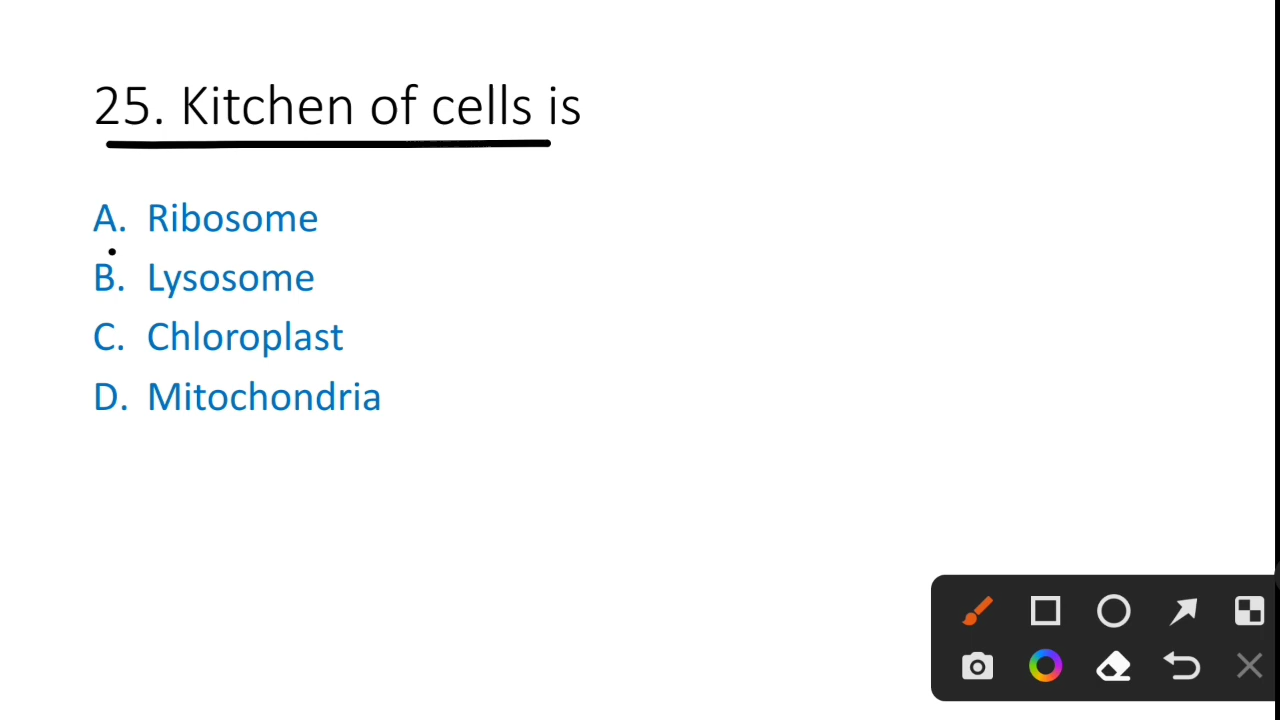 25. Kitchen of cells is
A. Ribosome
B. Lysosome
C. Chloroplast
D. Mitochondria